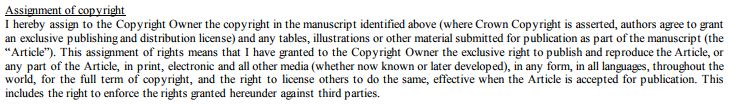 Assignment of copyright
I hereby assign to the Copyright Owner the copyright in the manuscript identified above (where Crown Copyright is asserted, authors agree to grant
an exclusive publishing and distribution license) and any tables, illustrations or other material submitted for publication as part of the manuscript (the
“Article”). This assignment of rights means that I have granted to the Copyright Owner the exclusive right to publish and reproduce the Article, or
any part of the Article, in print, electronic and all other media (whether now known or later developed), in any form, in all languages, throughout the
world, for the full term of copyright, and the right to license others to do the same, effective when the Article is accepted for publication. This
includes the right to enforce the rights granted hereunder against third parties.